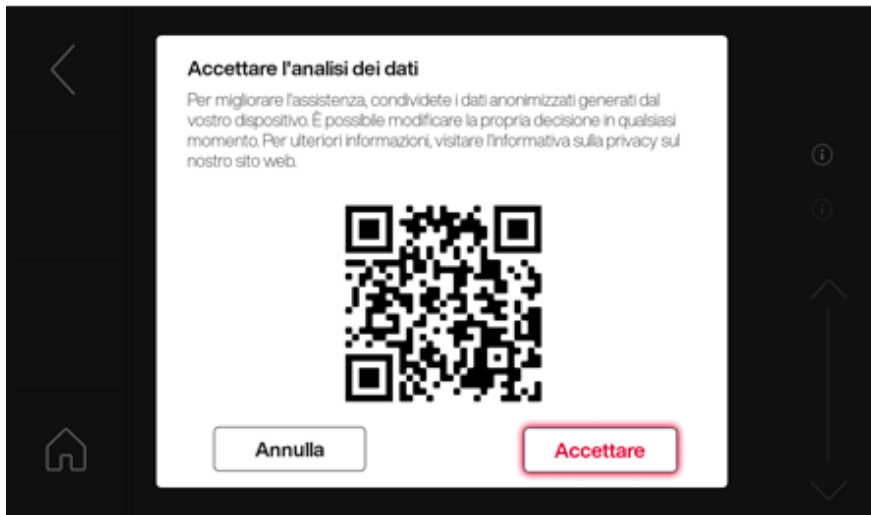 Accettare l'analisi dei dati
Per migliorare l'assistenza, condividete i dati anonimizzati generati dal
vostro dispositivo. È possibile modificare la propria decisione in qualsiasi
momento. Per ulteriori informazioni, visitare l'informativa sulla privacy sul
nostro sito web.
Annulla
Accettare